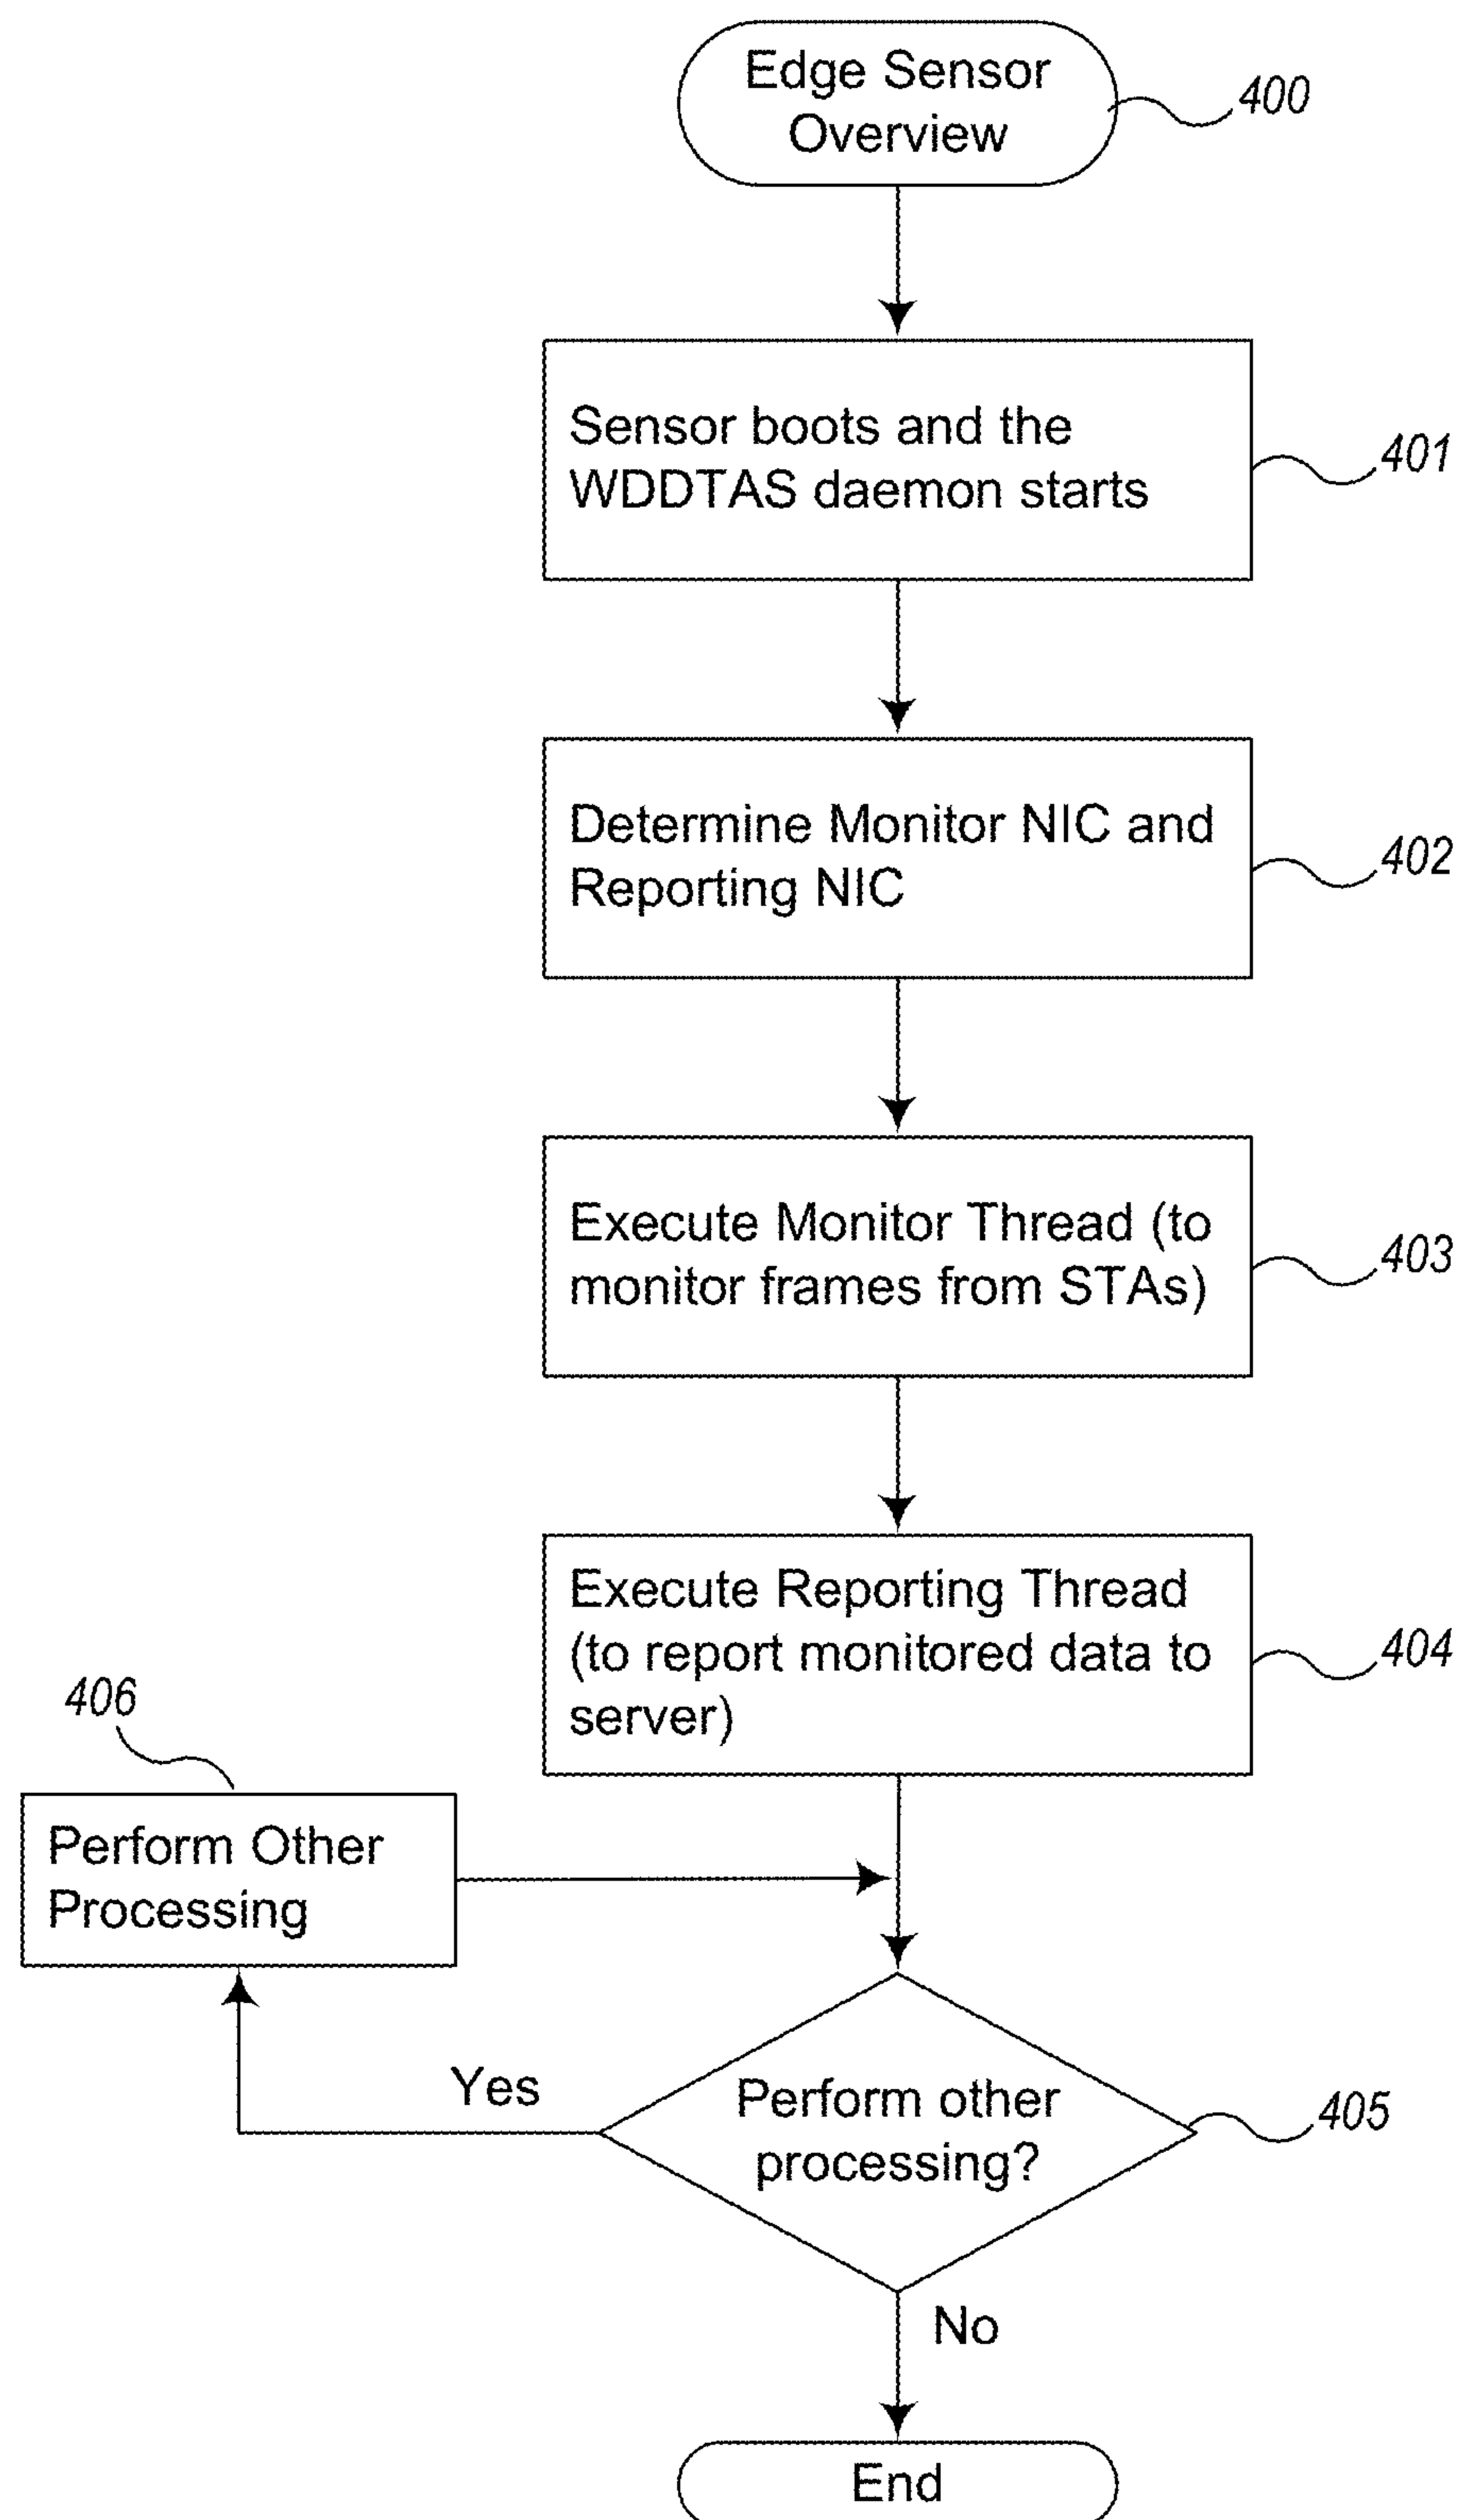 Edge Sensor
Overview
400
Sensor boots and the
WDDTAS daemon starts
401
Determine Monitor NIC and
Reporting NIC
402
Execute Monitor Thread (to
monitor frames from STAs)
403
Execute Reporting Thread
(to report monitored data to
server)
404
406
Perform Other
Processing
Yes
Perform other
processing?
405
No
End